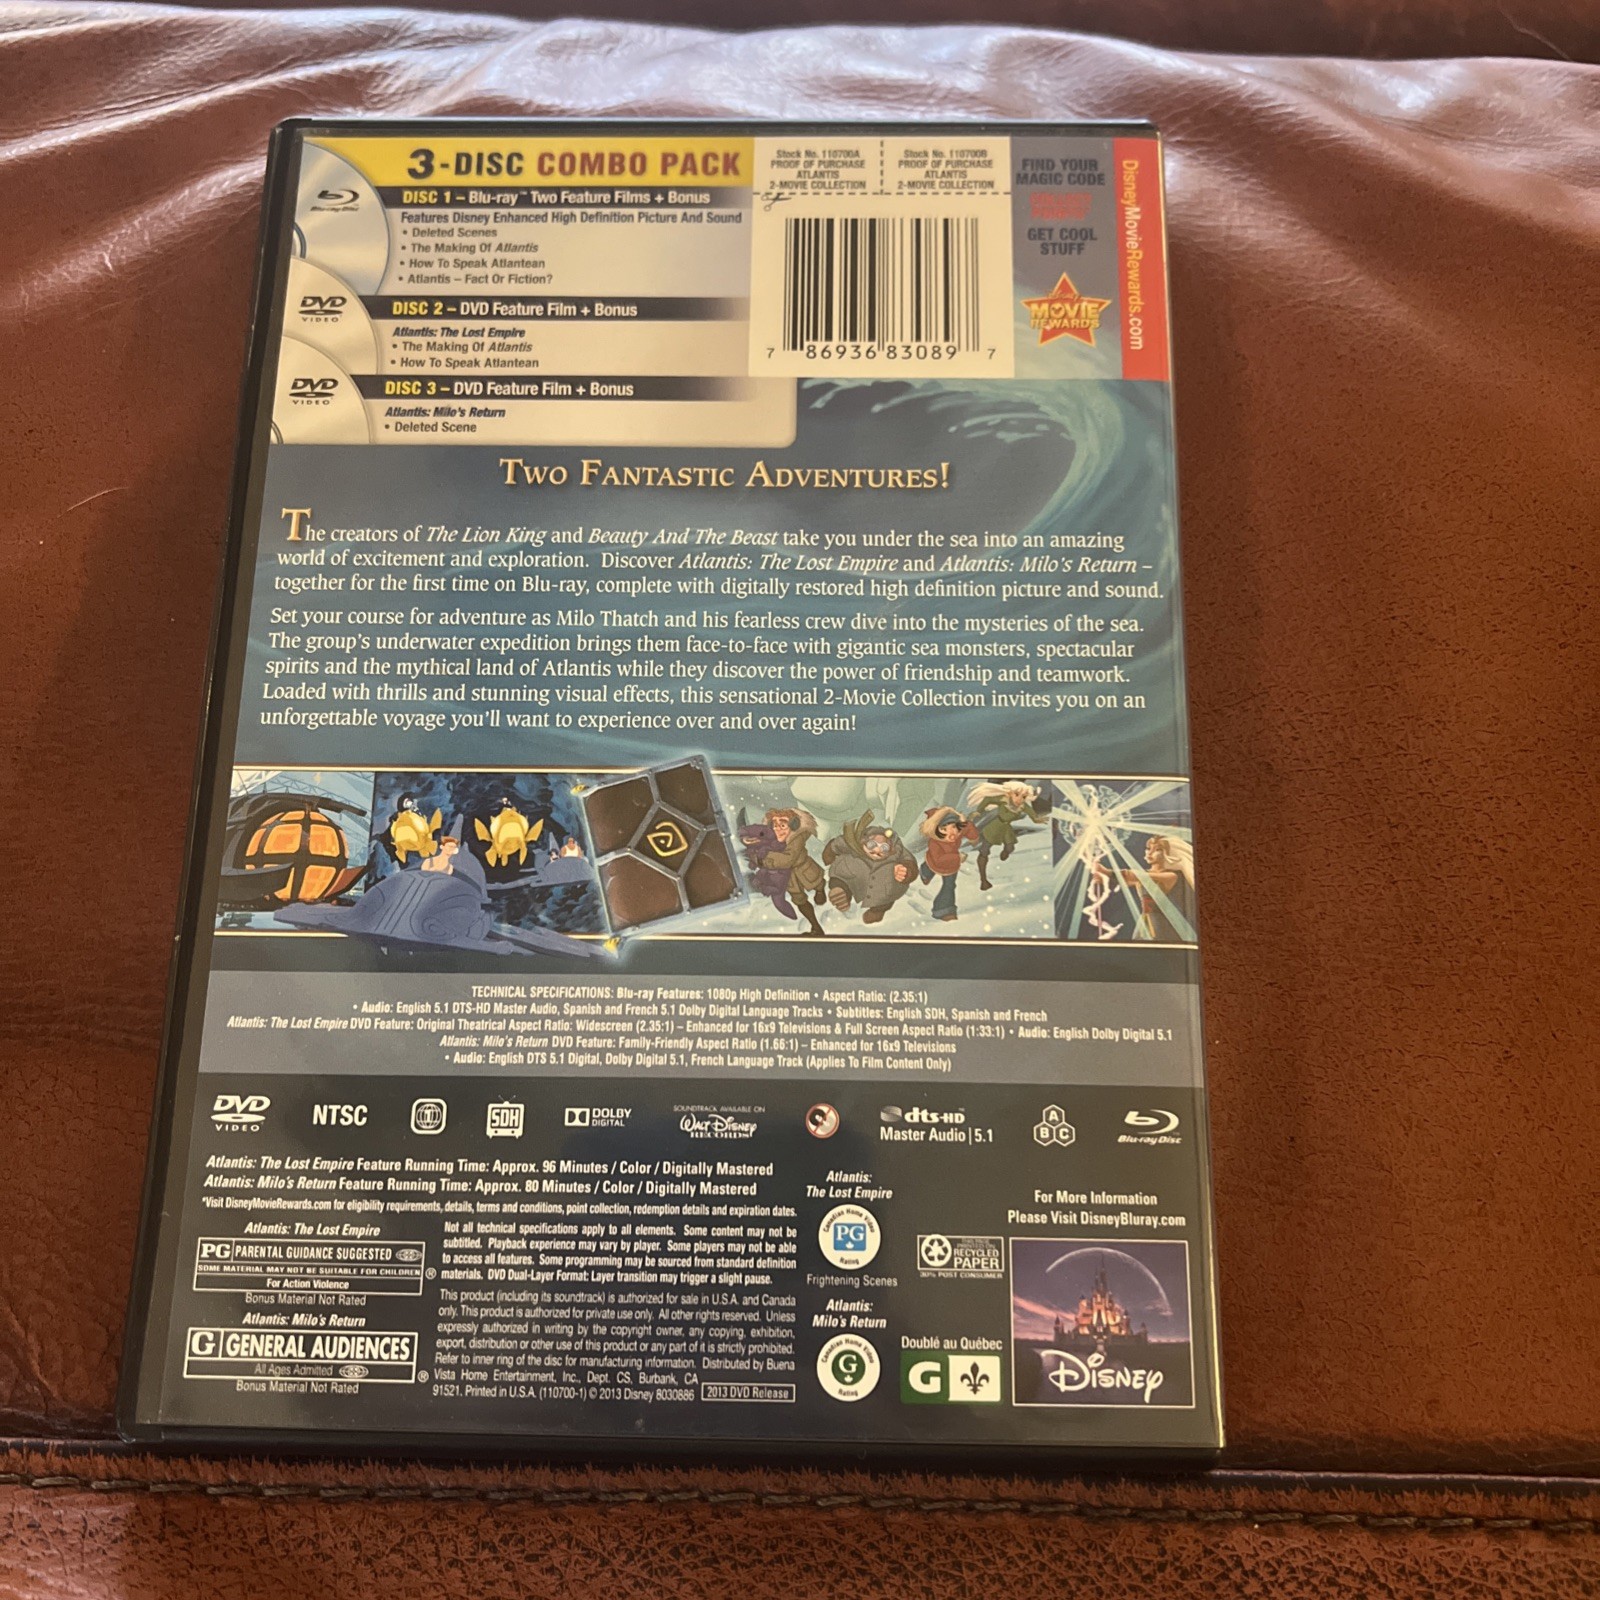 3-DISC COMBO PACK
DISC 1 – Blu-ray™ Two Feature Films + Bonus
Features Disney Enhanced High Definition Picture And Sound
• Deleted Scenes
• The Making Of Atlantis
• How To Speak Atlantean
• Atlantis – Fact Or Fiction?
Blu-ray Disc
DISC 2 – DVD Feature Film + Bonus
Atlantis: The Lost Empire
• The Making Of Atlantis
• How To Speak Atlantean
DVD
VIDEO
DISC 3 – DVD Feature Film + Bonus
Atlantis: Milo's Return
• Deleted Scene
DVD
VIDEO
Stock No. 110700A
PROOF OF PURCHASE
ATLANTIS
2-MOVIE COLLECTION
Stock No. 110700B
PROOF OF PURCHASE
ATLANTIS
2-MOVIE COLLECTION
7 86936 83089 7
FIND YOUR
MAGIC CODE
GET COOL
STUFF
Disney
MOVIE
REWARDS
DisneyMovieRewards.com
TWO FANTASTIC ADVENTURES!
The creators of The Lion King and Beauty And The Beast take you under the sea into an amazing
world of excitement and exploration. Discover Atlantis: The Lost Empire and Atlantis: Milo's Return –
together for the first time on Blu-ray, complete with digitally restored high definition picture and sound.
Set your course for adventure as Milo Thatch and his fearless crew dive into the mysteries of the sea.
The group's underwater expedition brings them face-to-face with gigantic sea monsters, spectacular
spirits and the mythical land of Atlantis while they discover the power of friendship and teamwork.
Loaded with thrills and stunning visual effects, this sensational 2-Movie Collection invites you on an
unforgettable voyage you'll want to experience over and over again!
TECHNICAL SPECIFICATIONS: Blu-ray Features: 1080p High Definition • Aspect Ratio: (2.35:1)
• Audio: English 5.1 DTS-HD Master Audio, Spanish and French 5.1 Dolby Digital Language Tracks • Subtitles: English SDH, Spanish and French
Atlantis: The Lost Empire DVD Feature: Original Theatrical Aspect Ratio: Widescreen (2.35:1) – Enhanced for 16x9 Televisions & Full Screen Aspect Ratio (1:33:1) • Audio: English Dolby Digital 5.1
Atlantis: Milo's Return DVD Feature: Family-Friendly Aspect Ratio (1.66:1) – Enhanced for 16x9 Televisions
• Audio: English DTS 5.1 Digital, Dolby Digital 5.1, French Language Track (Applies To Film Content Only)
DVD
VIDEO
NTSC
1
SDH
DOLBY
DIGITAL
SOUNDTRACK AVAILABLE ON
WALT DISNEY
RECORDS
dts-HD
Master Audio | 5.1
A
B C
Blu-ray Disc
Atlantis: The Lost Empire Feature Running Time: Approx. 96 Minutes / Color / Digitally Mastered
Atlantis: Milo's Return Feature Running Time: Approx. 80 Minutes / Color / Digitally Mastered
*Visit DisneyMovieRewards.com for eligibility requirements, details, terms and conditions, point collection, redemption details and expiration dates.
Atlantis: The Lost Empire
PG PARENTAL GUIDANCE SUGGESTED
SOME MATERIAL MAY NOT BE SUITABLE FOR CHILDREN ®
For Action Violence
Bonus Material Not Rated
Atlantis: Milo's Return
G GENERAL AUDIENCES
All Ages Admitted ®
Bonus Material Not Rated
Not all technical specifications apply to all elements. Some content may not be
subtitled. Playback experience may vary by player. Some players may not be able
to access all features. Some programming may be sourced from standard definition
materials. DVD Dual-Layer Format: Layer transition may trigger a slight pause.
This product (including its soundtrack) is authorized for sale in U.S.A. and Canada
only. This product is authorized for private use only. All other rights reserved. Unless
expressly authorized in writing by the copyright owner, any copying, exhibition,
export, distribution or other use of this product or any part of it is strictly prohibited.
Refer to inner ring of the disc for manufacturing information. Distributed by Buena
Vista Home Entertainment, Inc., Dept. CS, Burbank, CA
91521. Printed in U.S.A. (110700-1) © 2013 Disney 8030886 2013 DVD Release
Atlantis:
The Lost Empire
Canadian Home Video
PG
Rating
Frightening Scenes
Atlantis:
Milo's Return
Canadian Home Video
G
Rating
For More Information
Please Visit DisneyBluray.com
RECYCLED
PAPER
30% POST CONSUMER
Doublé au Québec
G
Disney